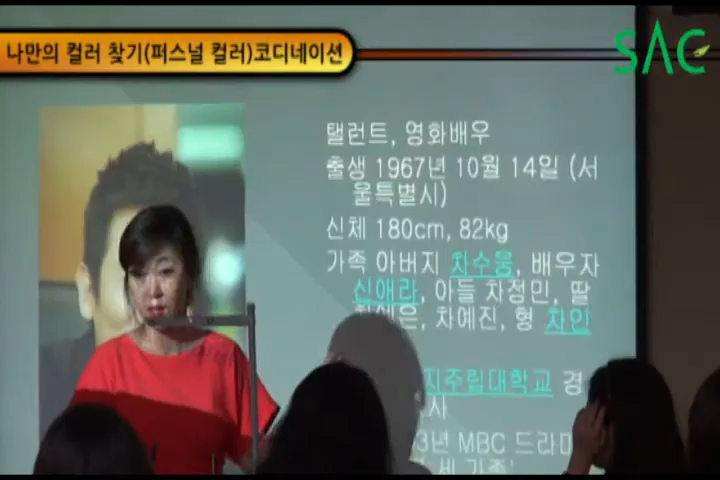 나만의 컬러 찾기(퍼스널 컬러)코디네이션
SAC
탤런트, 영화배우
출생 1967년 10월 14일 (서
울특별시)
신체 180cm, 82kg
가족 아버지 차수웅, 배우자
신애라, 아들 차정민, 딸
은, 차예진, 형 차인
지주립대학교 경
사
3년 MBC 드라마
세 가족'